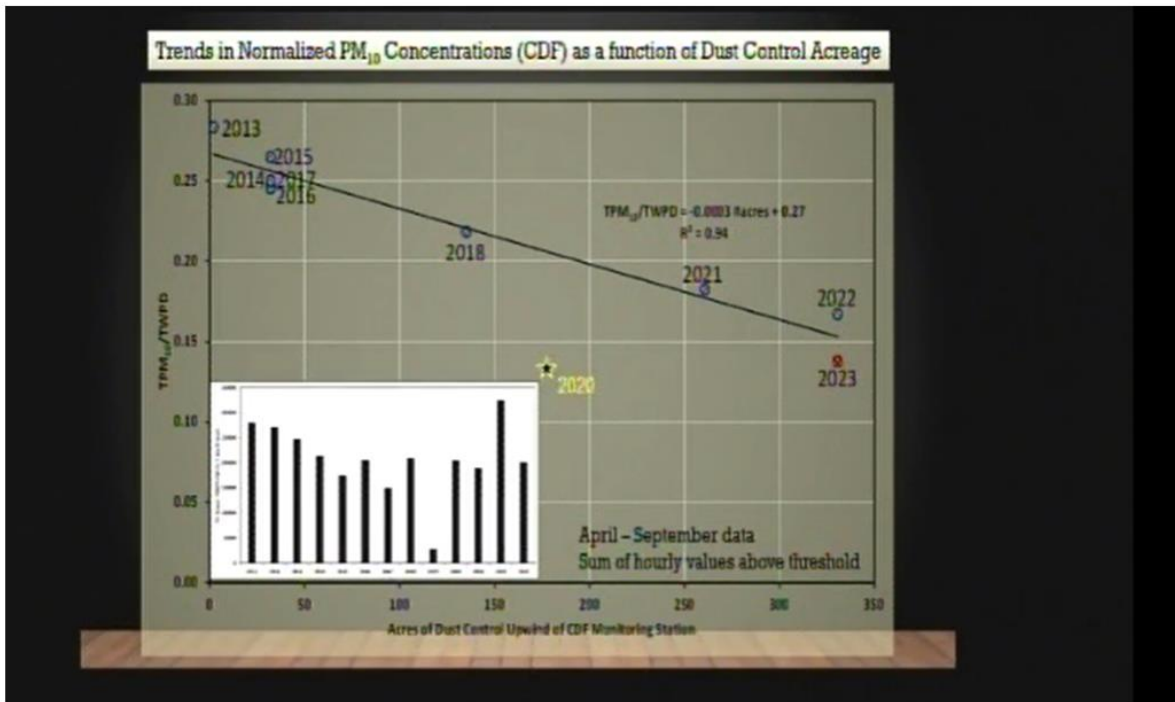 Trends in Normalized PM₁₀ Concentrations (CDF) as a function of Dust Control Acreage
0.30
2013
2015
0.25
2014 2017
2016
TPM₁₀/TWPD = -0.0003 #acres + 0.27
R² = 0.94
2018
0.20
2021
2022
TPM₁₀/TWPD
0.15
2023
2020
0.10
0.05
April – September data
Sum of hourly values above threshold
0.00
0 50 100 150 200 250 300 350
Acres of Dust Control Upwind of CDF Monitoring Station